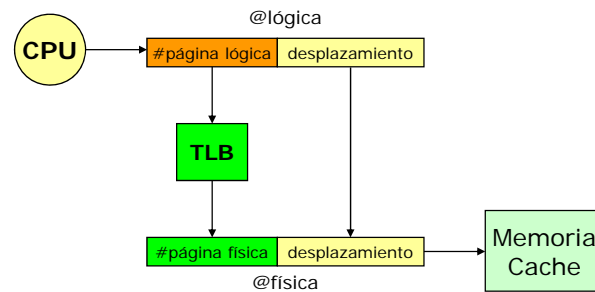 @lógica
CPU
#página lógica desplazamiento
TLB
#página física desplazamiento
@física
Memoria
Cache